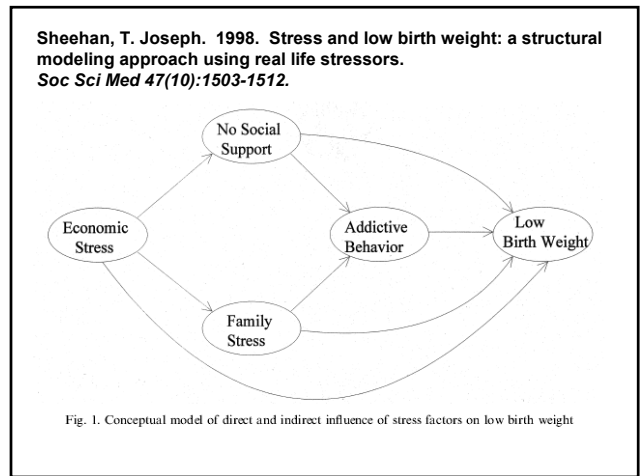 Sheehan, T. Joseph.  1998.  Stress and low birth weight: a structural
modeling approach using real life stressors.
Soc Sci Med 47(10):1503-1512.
No Social
Support
Economic
Stress
Addictive
Behavior
Low
Birth Weight
Family
Stress
Fig. 1. Conceptual model of direct and indirect influence of stress factors on low birth weight